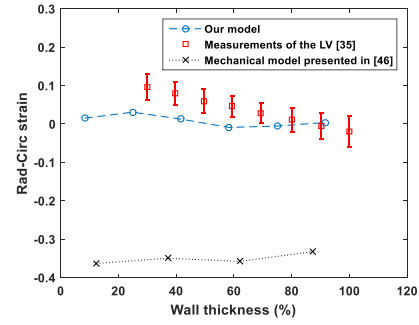 0.3
0.2
0.1
0
-0.1
-0.2
-0.3
-0.4
Rad-Circ strain
Our model
Measurements of the LV [35]
Mechanical model presented in [46]
0 20 40 60 80 100 120
Wall thickness (%)